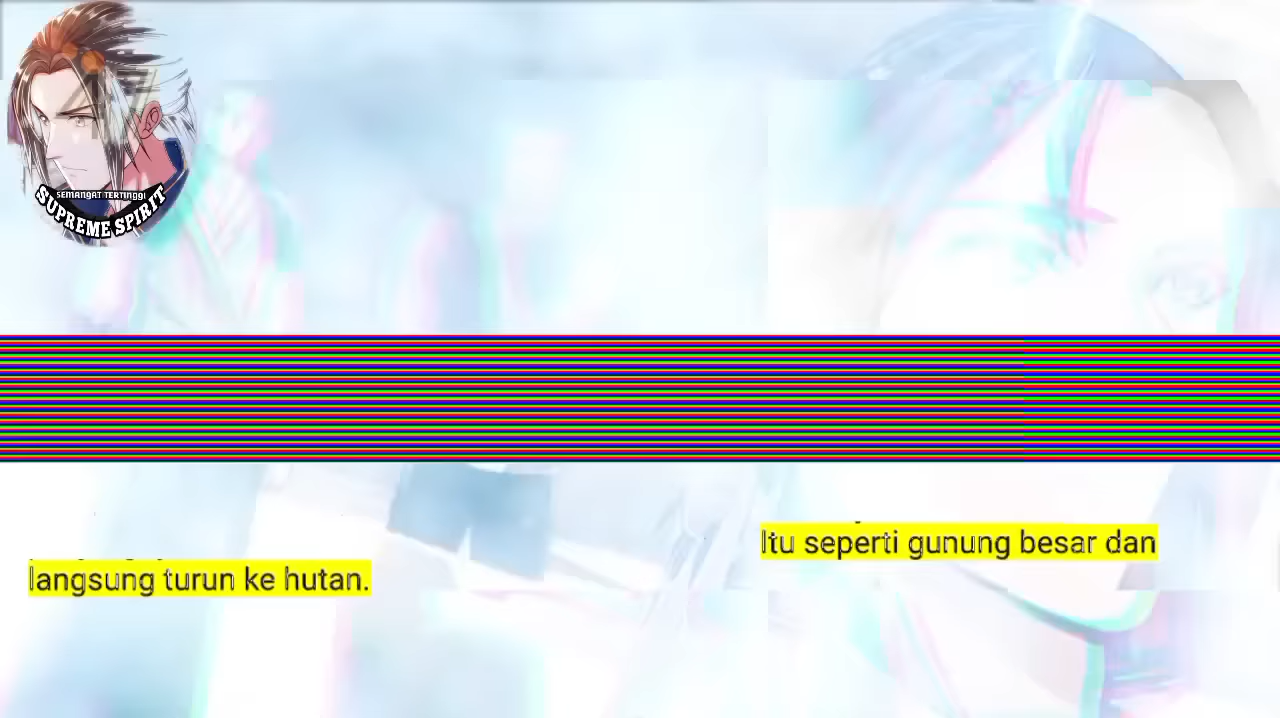 SEMANGAT TERTINGGI
SUPREME SPIRIT
Itu seperti gunung besar dan
langsung turun ke hutan.